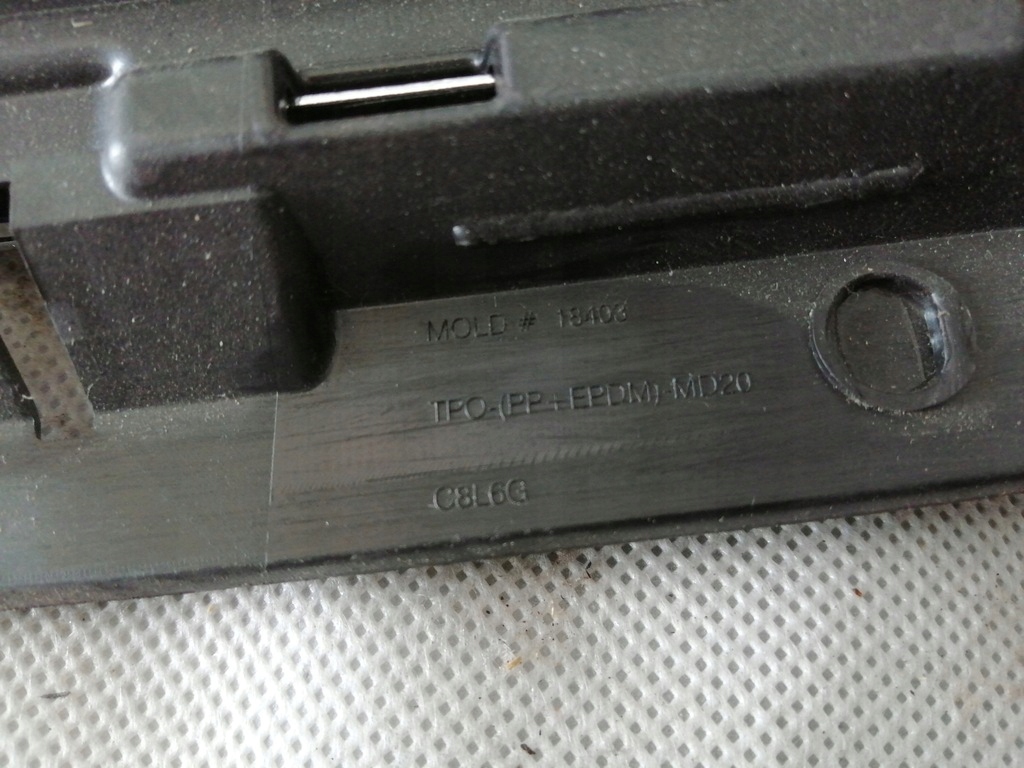 MOLD # 18403
TPO-(PP+EPDM)-MD20
C8L6G